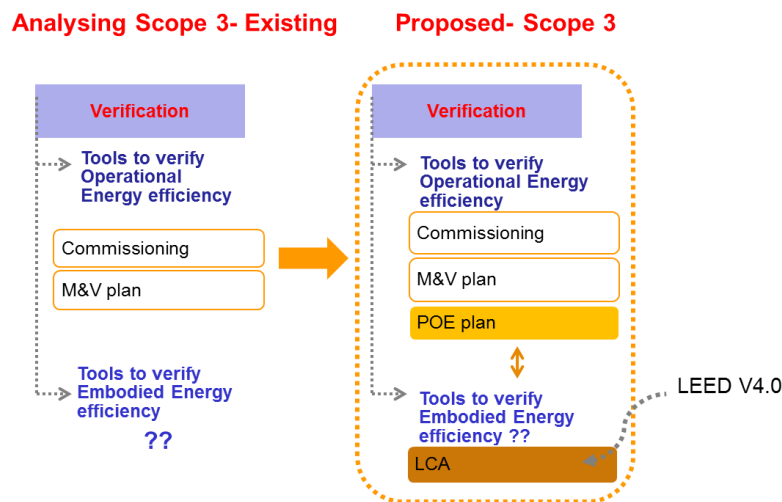 Analysing Scope 3- Existing
Verification
Tools to verify
Operational
Energy efficiency
Commissioning
M&V plan
Tools to verify
Embodied Energy
efficiency
??
Proposed- Scope 3
Verification
Tools to verify
Operational Energy
efficiency
Commissioning
M&V plan
POE plan
Tools to verify
Embodied Energy
efficiency ??
LCA
LEED V4.0